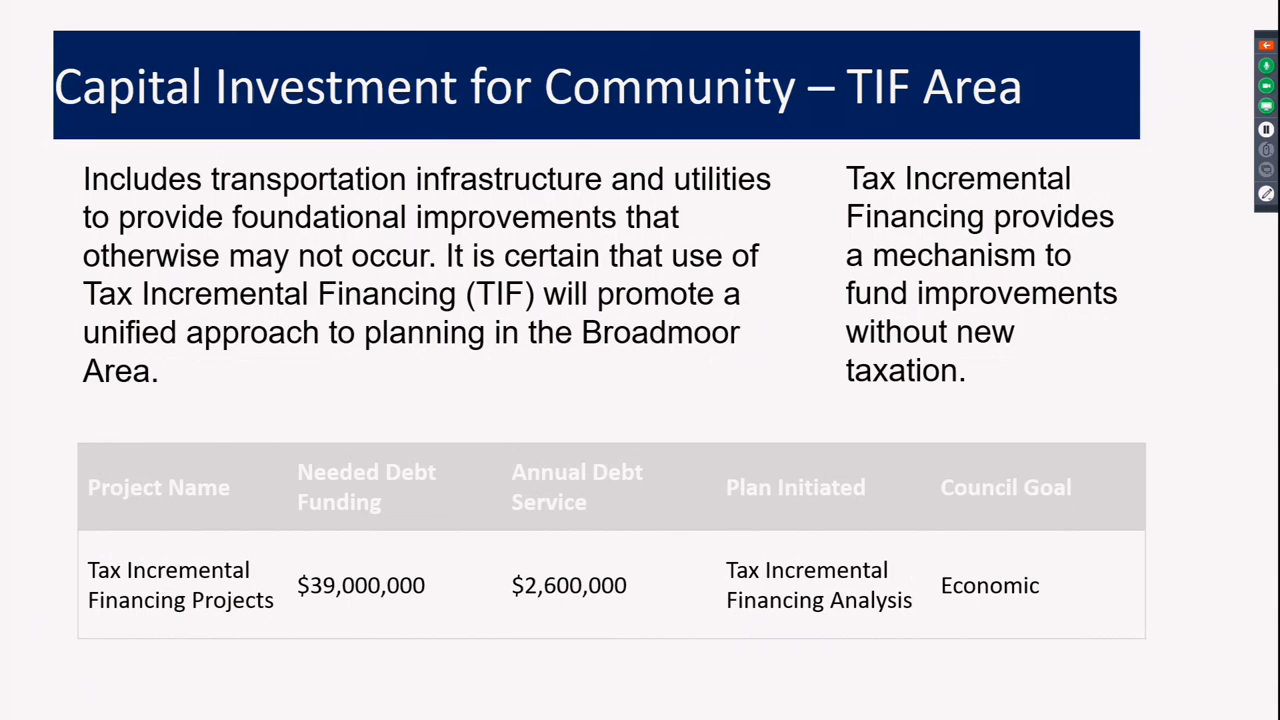 Capital Investment for Community – TIF Area
Includes transportation infrastructure and utilities
to provide foundational improvements that
otherwise may not occur. It is certain that use of
Tax Incremental Financing (TIF) will promote a
unified approach to planning in the Broadmoor
Area.
Tax Incremental
Financing provides
a mechanism to
fund improvements
without new
taxation.
Project Name
Needed Debt
Funding
Annual Debt
Service
Plan Initiated
Council Goal
Tax Incremental
Financing Projects
$39,000,000
$2,600,000
Tax Incremental
Financing Analysis
Economic